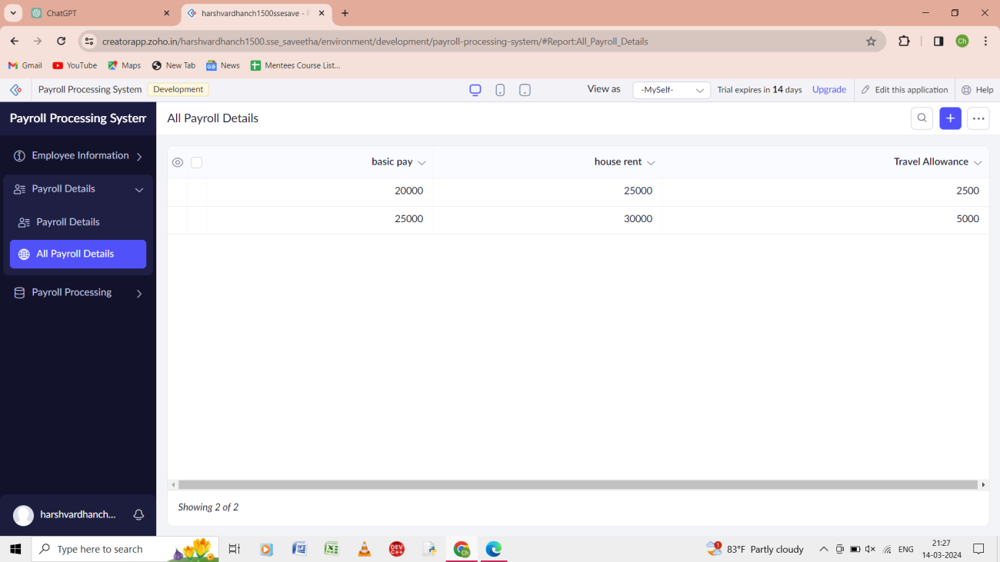 ChatGPT
harshvardhanch1500ssesave - P
creatorapp.zoho.in/harshvardhanch1500.sse_saveetha/environment/development/payroll-processing-system/#Report:All_Payroll_Details
Ch
Gmail YouTube Maps New Tab News Mentees Course List...
Payroll Processing System Development View as -MySelf- Trial expires in 14 days Upgrade Edit this application Help
Payroll Processing System
All Payroll Details
Employee Information
Payroll Details
Payroll Details
All Payroll Details
Payroll Processing
basic pay house rent Travel Allowance
20000 25000 2500
25000 30000 5000
Showing 2 of 2
harshvardhanch...
Type here to search
DEV C++
Ch
1
83°F Partly cloudy
ENG
21:27
14-03-2024